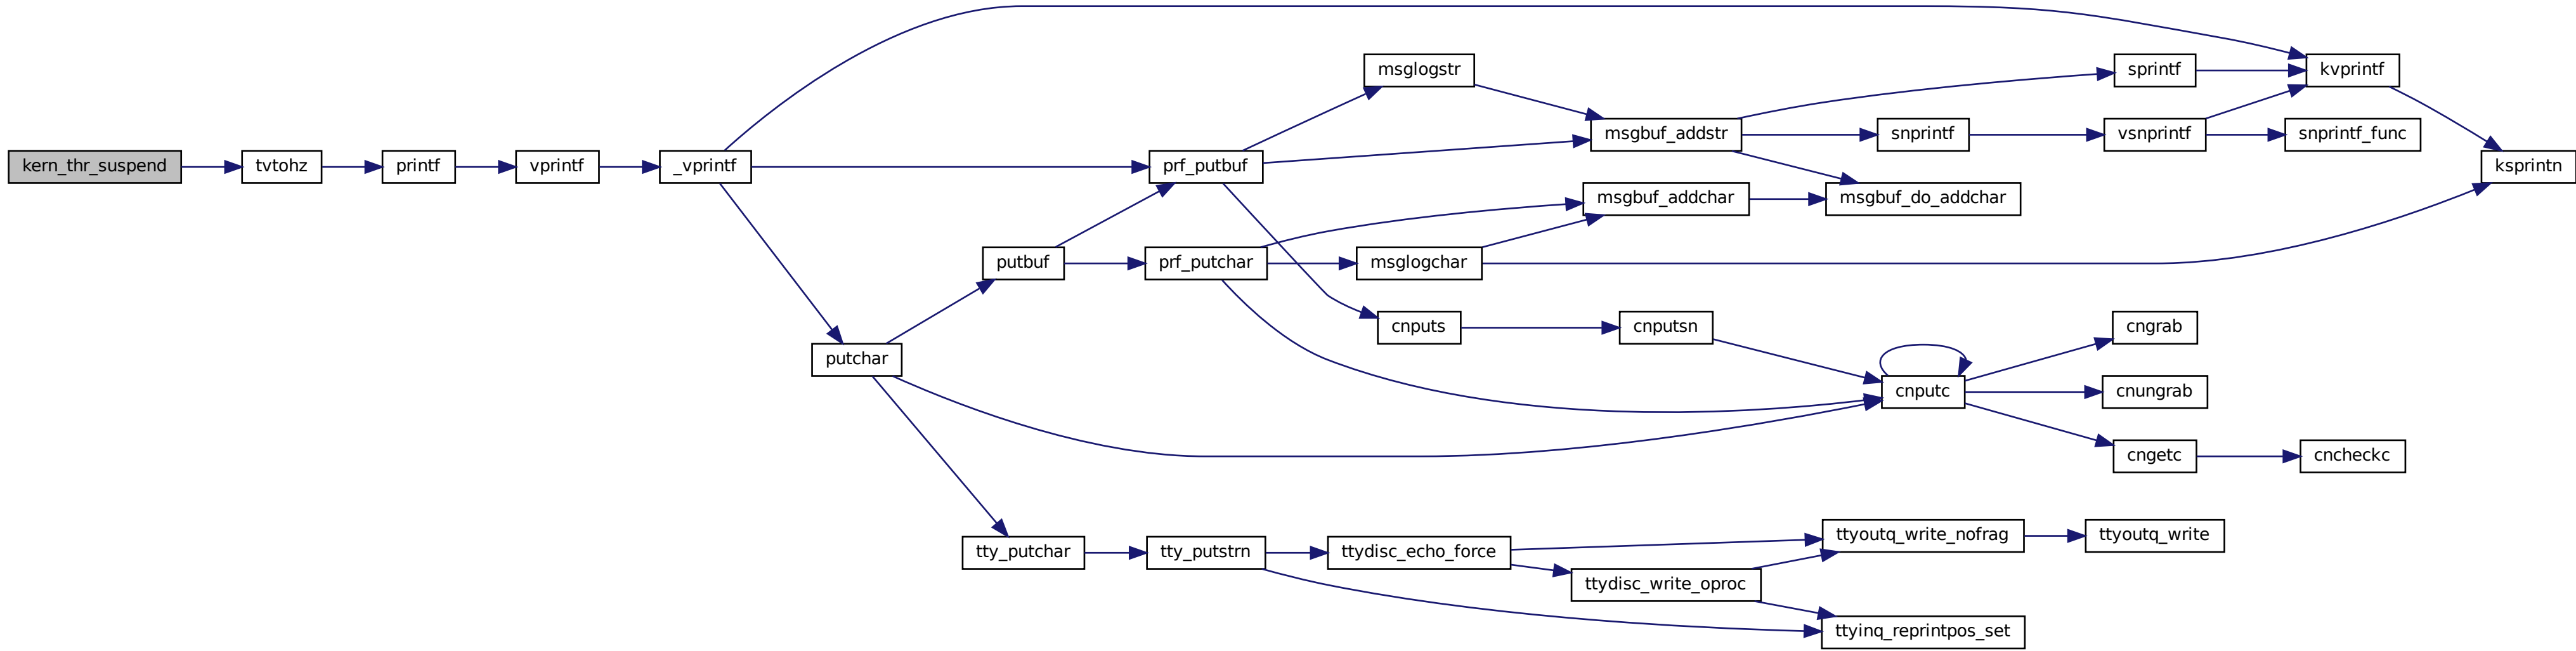 kern_thr_suspend
tvtohz
printf
vprintf
_vprintf
putchar
putbuf
tty_putchar
prf_putbuf
prf_putchar
tty_putstrn
msglogstr
msglogchar
cnputs
ttydisc_echo_force
msgbuf_addstr
msgbuf_addchar
cnputsn
ttydisc_write_oproc
snprintf
msgbuf_do_addchar
cnputc
ttyoutq_write_nofrag
ttyinq_reprintpos_set
sprintf
vsnprintf
cngrab
cnungrab
cngetc
ttyoutq_write
kvprintf
snprintf_func
cncheckc
ksprintn